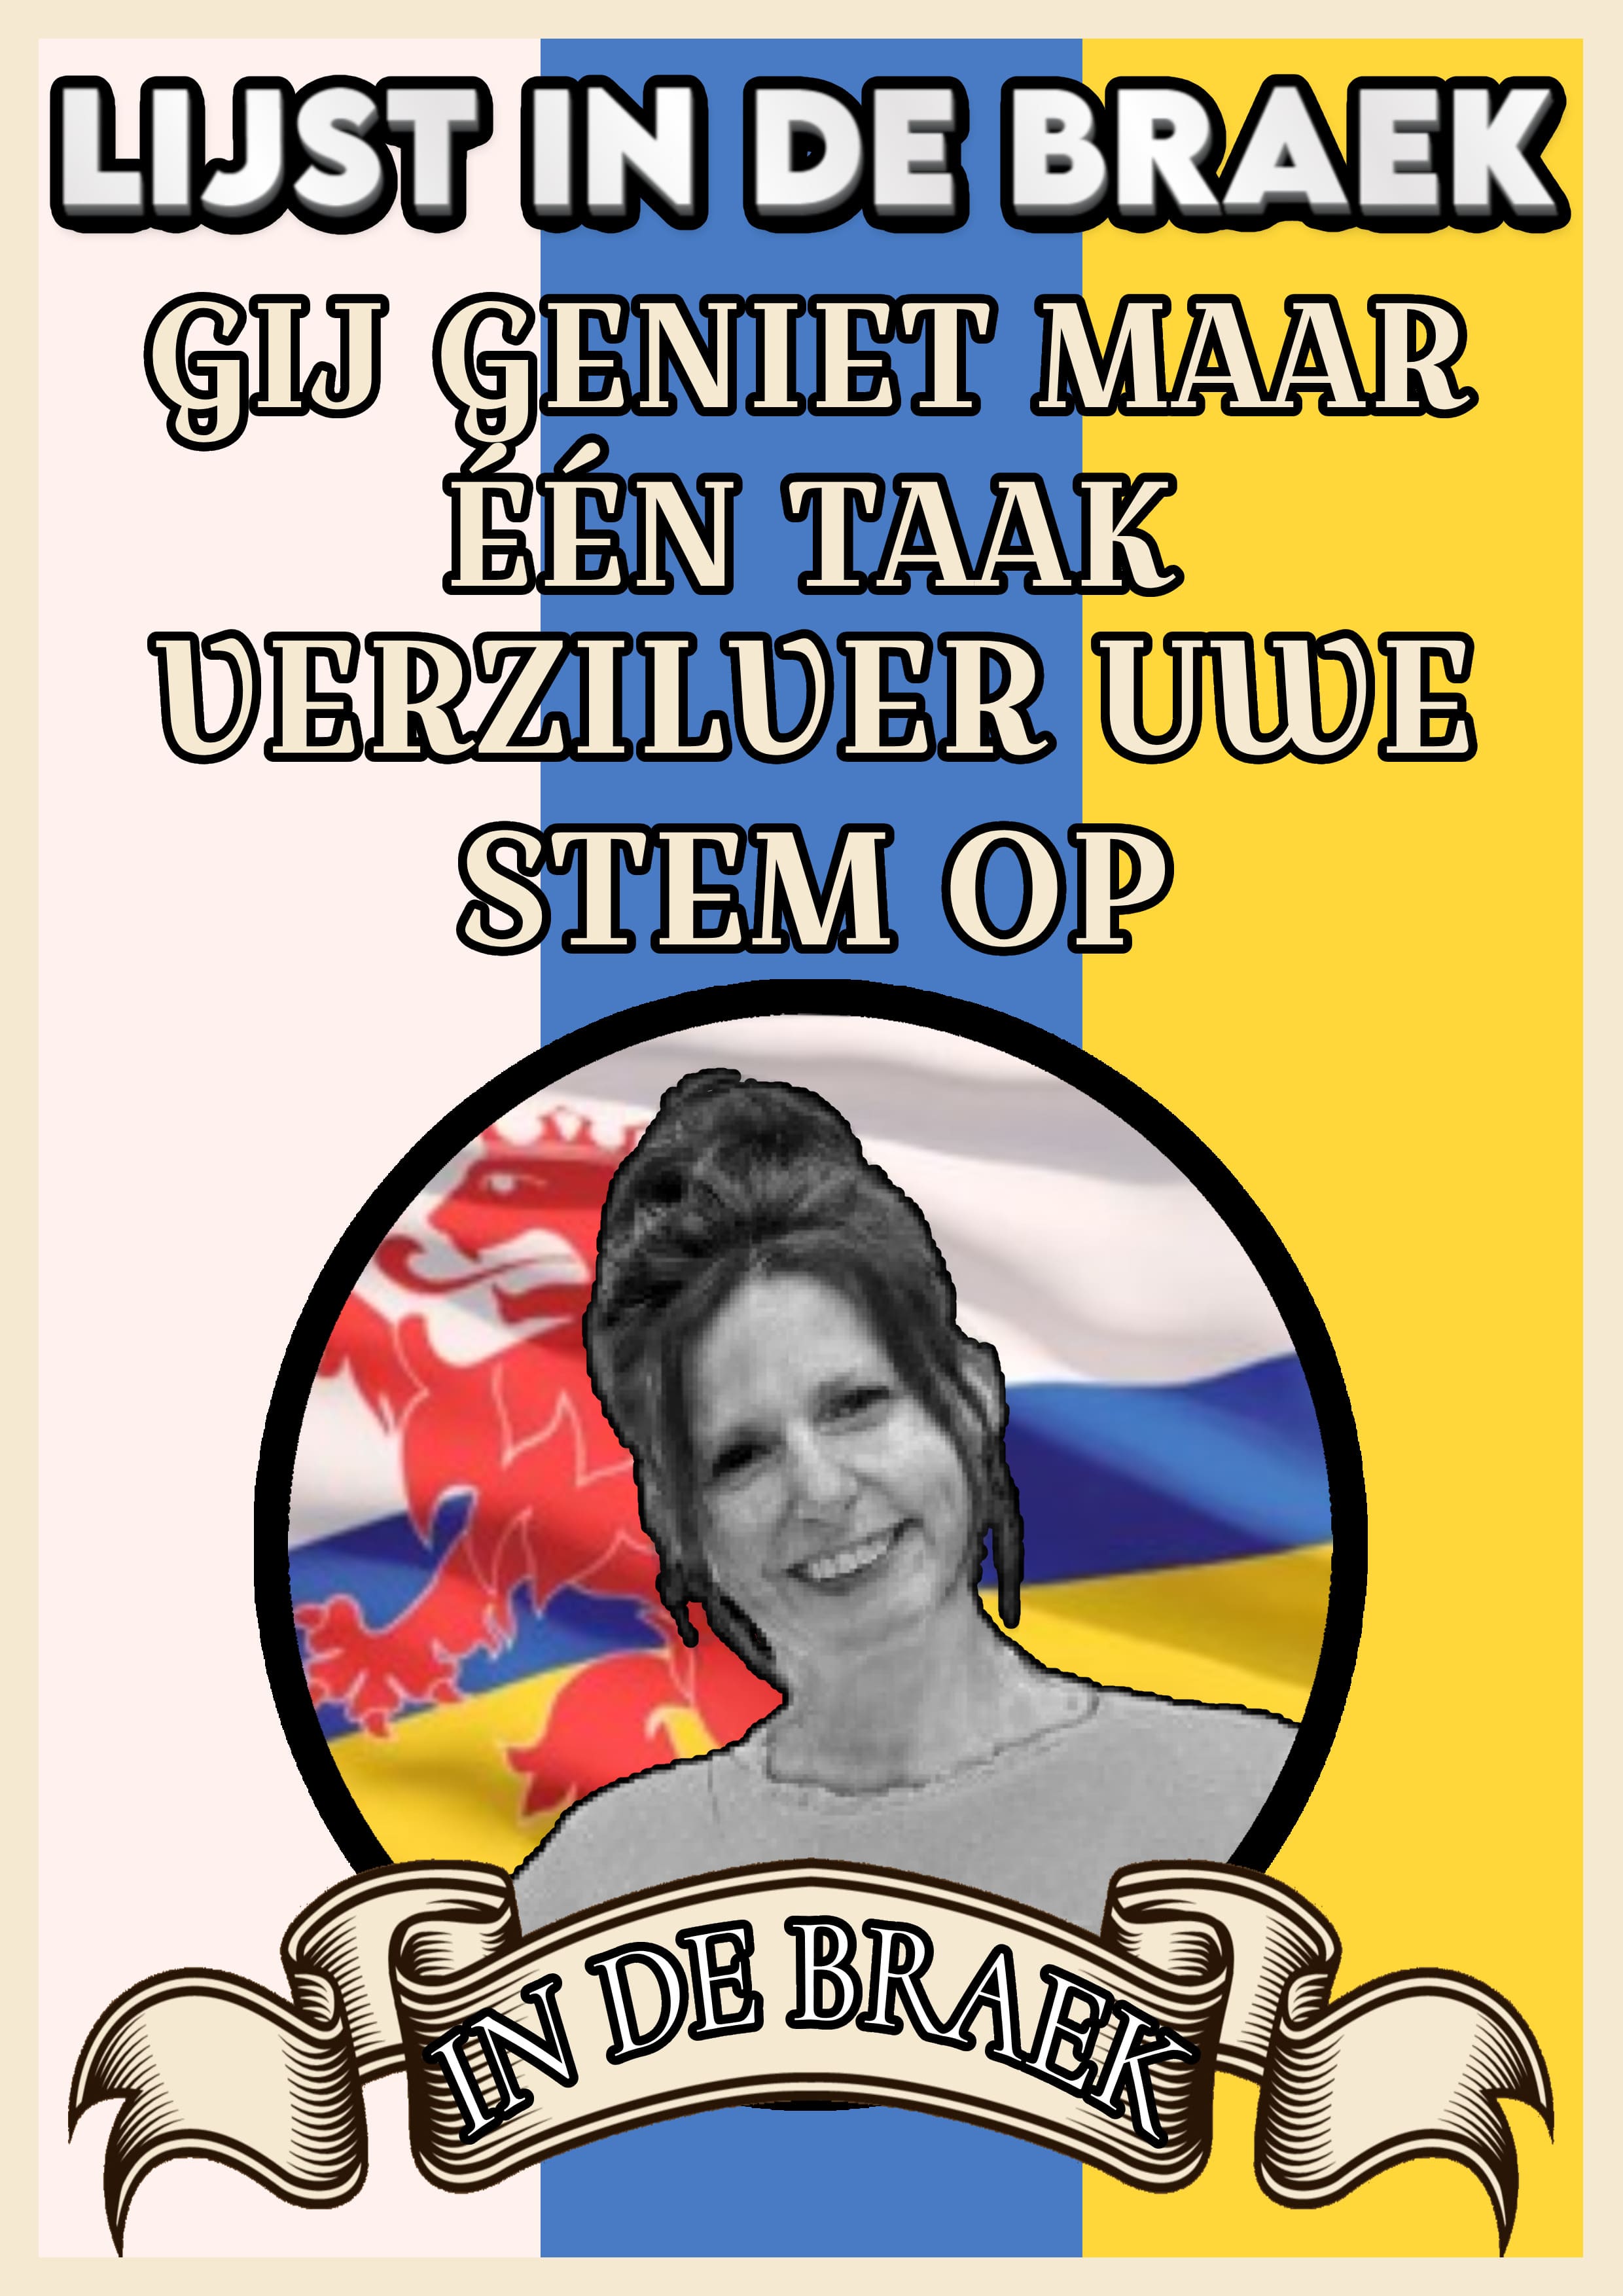 LIJST IN DE BRAEK
GIJ GENIET MAAR
ÉÉN TAAK
VERZILVER UWE
STEM OP
IN DE BRAEK